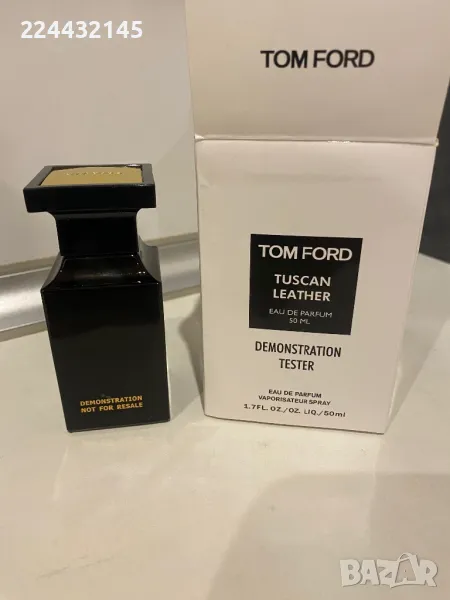 224432145
TOM FORD
TOM FORD
TUSCAN
LEATHER
EAU DE PARFUM
50 ML
DEMONSTRATION
TESTER
EAU DE PARFUM
VAPORISATEUR SPRAY
1.7FL. OZ./OZ. LIQ./50ml
DEMONSTRATION
NOT FOR RESALE
BAZAR